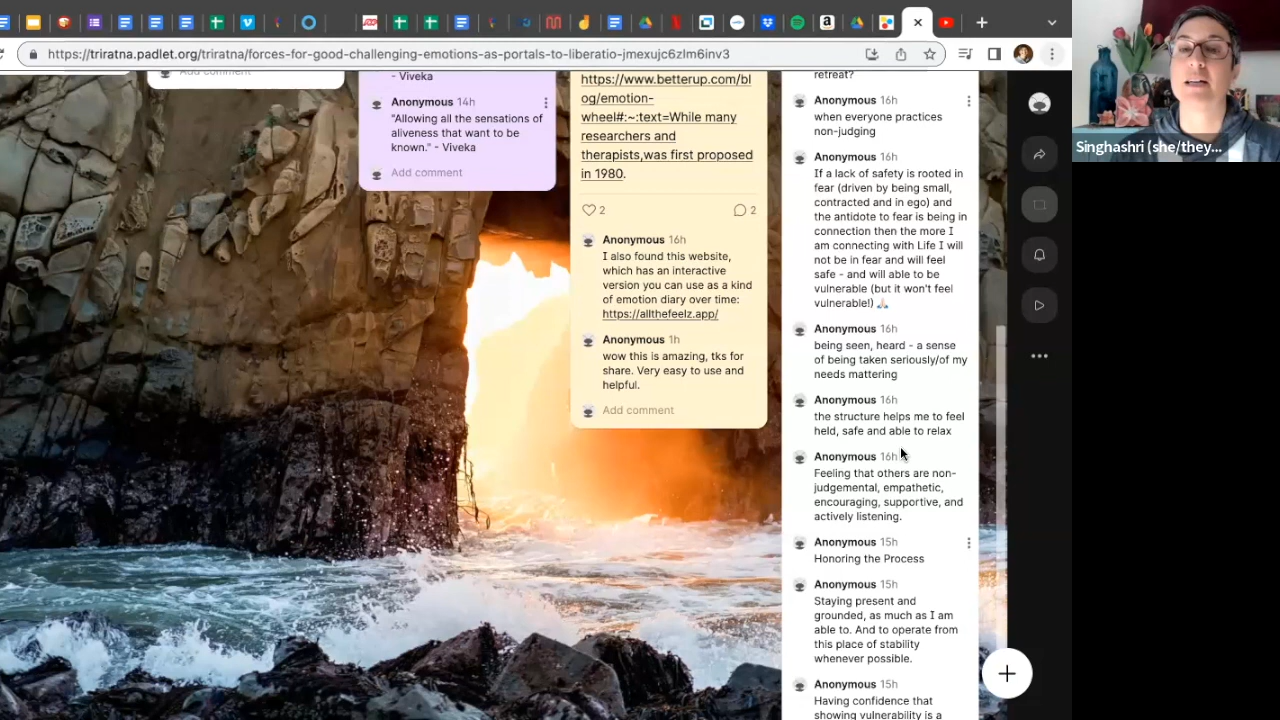 https://triratna.padlet.org/triratna/forces-for-good-challenging-emotions-as-portals-to-liberatio-jmexujc6zlm6inv3
Add comment
- Viveka
Anonymous 14h
"Allowing all the sensations of
aliveness that want to be
known." - Viveka
Add comment
https://www.betterup.com/bl
og/emotion-
wheel#:~:text=While many
researchers and
therapists,was first proposed
in 1980.
2
2
Anonymous 16h
I also found this website,
which has an interactive
version you can use as a kind
of emotion diary over time:
https://allthefeelz.app/
Anonymous 1h
wow this is amazing, tks for
share. Very easy to use and
helpful.
Add comment
retreat?
Anonymous 16h
when everyone practices
non-judging
Anonymous 16h
If a lack of safety is rooted in
fear (driven by being small,
contracted and in ego) and
the antidote to fear is being in
connection then the more I
am connecting with Life I will
not be in fear and will feel
safe - and will able to be
vulnerable (but it won't feel
vulnerable!) 🙏🏻
Anonymous 16h
being seen, heard - a sense
of being taken seriously/of my
needs mattering
Anonymous 16h
the structure helps me to feel
held, safe and able to relax
Anonymous 16h
Feeling that others are non-
judgemental, empathetic,
encouraging, supportive, and
actively listening.
Anonymous 15h
Honoring the Process
Anonymous 15h
Staying present and
grounded, as much as I am
able to. And to operate from
this place of stability
whenever possible.
Anonymous 15h
Having confidence that
showing vulnerability is a
Singhashri (she/they...